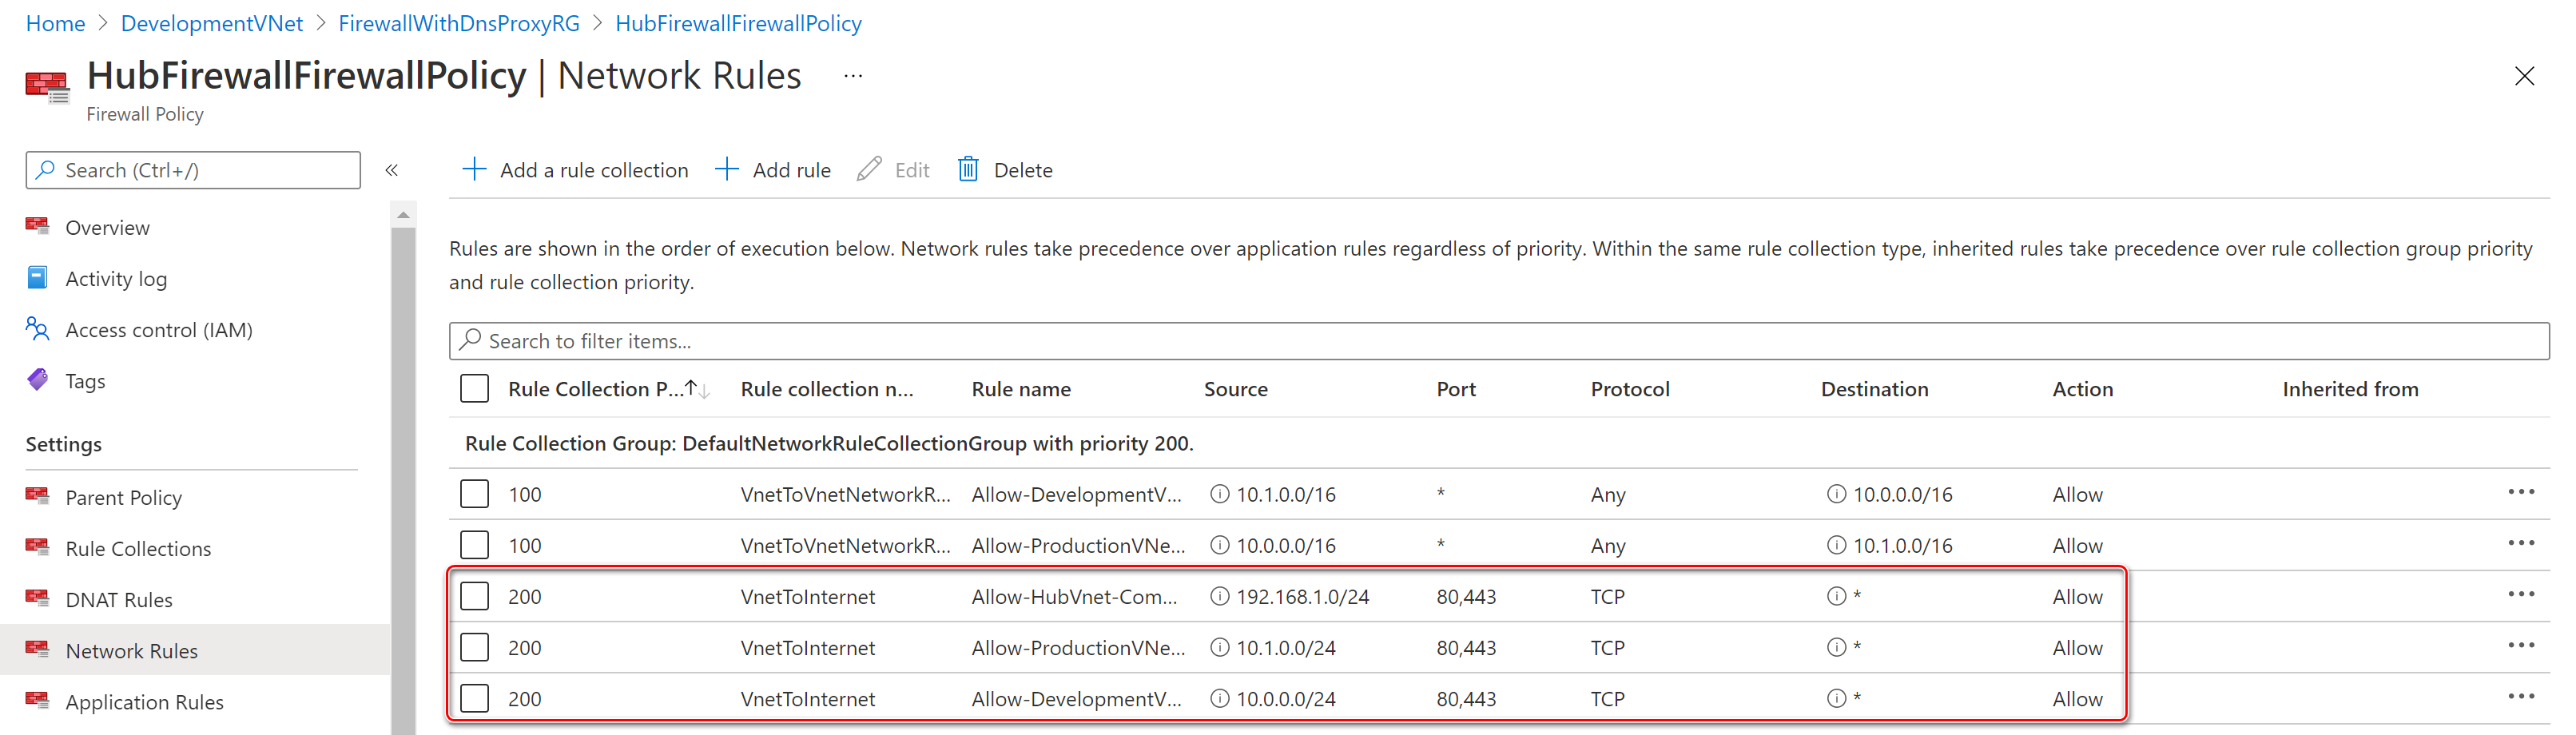 Home > DevelopmentVNet > FirewallWithDnsProxyRG > HubFirewallFirewallPolicy
HubFirewallFirewallPolicy | Network Rules ...
Firewall Policy
Search (Ctrl+/) «
Overview
Activity log
Access control (IAM)
Tags
Settings
Parent Policy
Rule Collections
DNAT Rules
Network Rules
Application Rules
+ Add a rule collection + Add rule Edit Delete
Rules are shown in the order of execution below. Network rules take precedence over application rules regardless of priority. Within the same rule collection type, inherited rules take precedence over rule collection group priority
and rule collection priority.
Search to filter items...
Rule Collection P...↑↓ Rule collection n... Rule name Source Port Protocol Destination Action Inherited from
Rule Collection Group: DefaultNetworkRuleCollectionGroup with priority 200.
100 VnetToVnetNetworkR... Allow-DevelopmentV... 10.1.0.0/16 * Any 10.0.0.0/16 Allow ...
100 VnetToVnetNetworkR... Allow-ProductionVNe... 10.0.0.0/16 * Any 10.1.0.0/16 Allow ...
200 VnetToInternet Allow-HubVnet-Com... 192.168.1.0/24 80,443 TCP * Allow ...
200 VnetToInternet Allow-ProductionVNe... 10.1.0.0/24 80,443 TCP * Allow ...
200 VnetToInternet Allow-DevelopmentV... 10.0.0.0/24 80,443 TCP * Allow ...